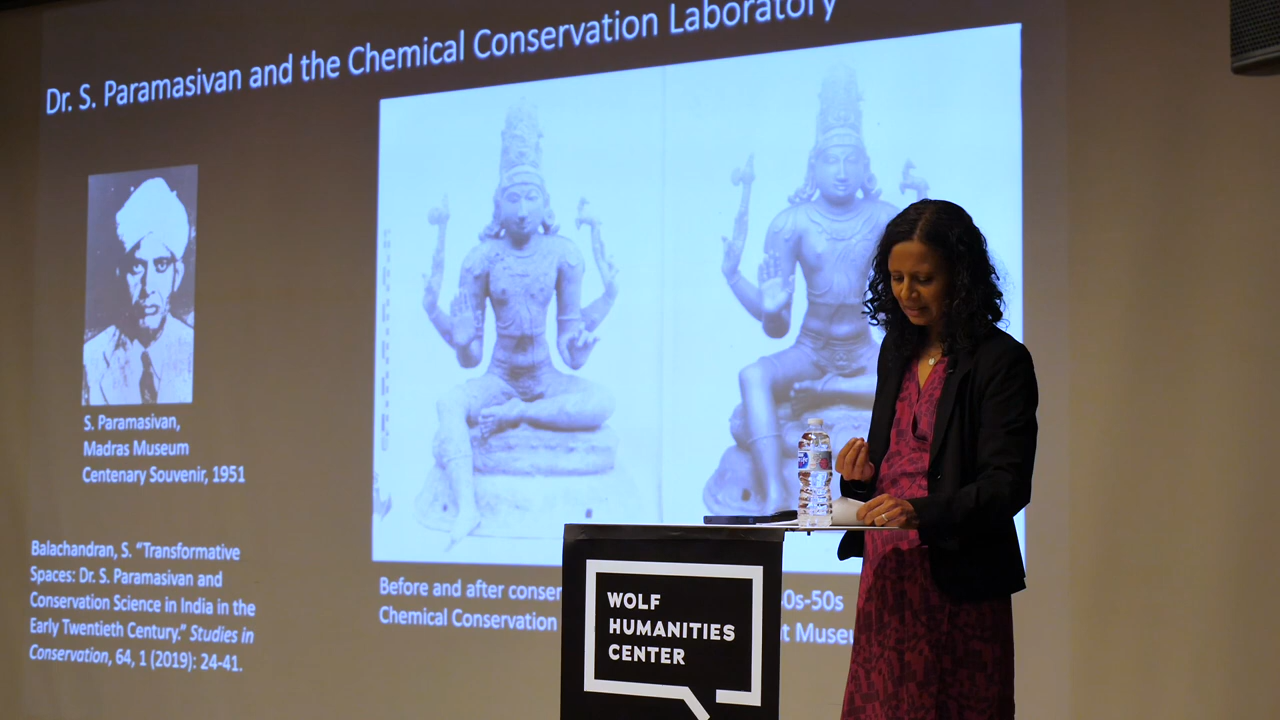 Dr. S. Paramasivan and the Chemical Conservation Laboratory
S. Paramasivan,
Madras Museum
Centenary Souvenir, 1951
Balachandran, S. “Transformative
Spaces: Dr. S. Paramasivan and
Conservation Science in India in the
Early Twentieth Century.” Studies in
Conservation, 64, 1 (2019): 24-41.
Before and after conser
0s-50s
Chemical Conservation
t Museu
WOLF
HUMANITIES
CENTER